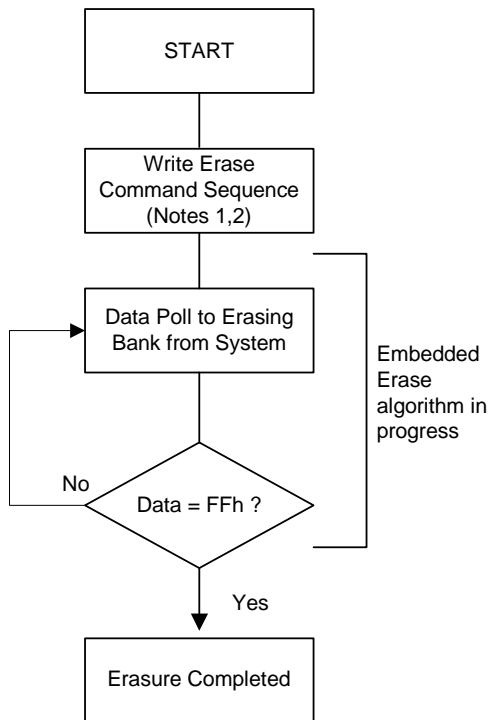 START
Write Erase
Command Sequence
(Notes 1,2)
Data Poll to Erasing
Bank from System
Embedded
Erase
algorithm in
progress
No
Data = FFh ?
Yes
Erasure Completed